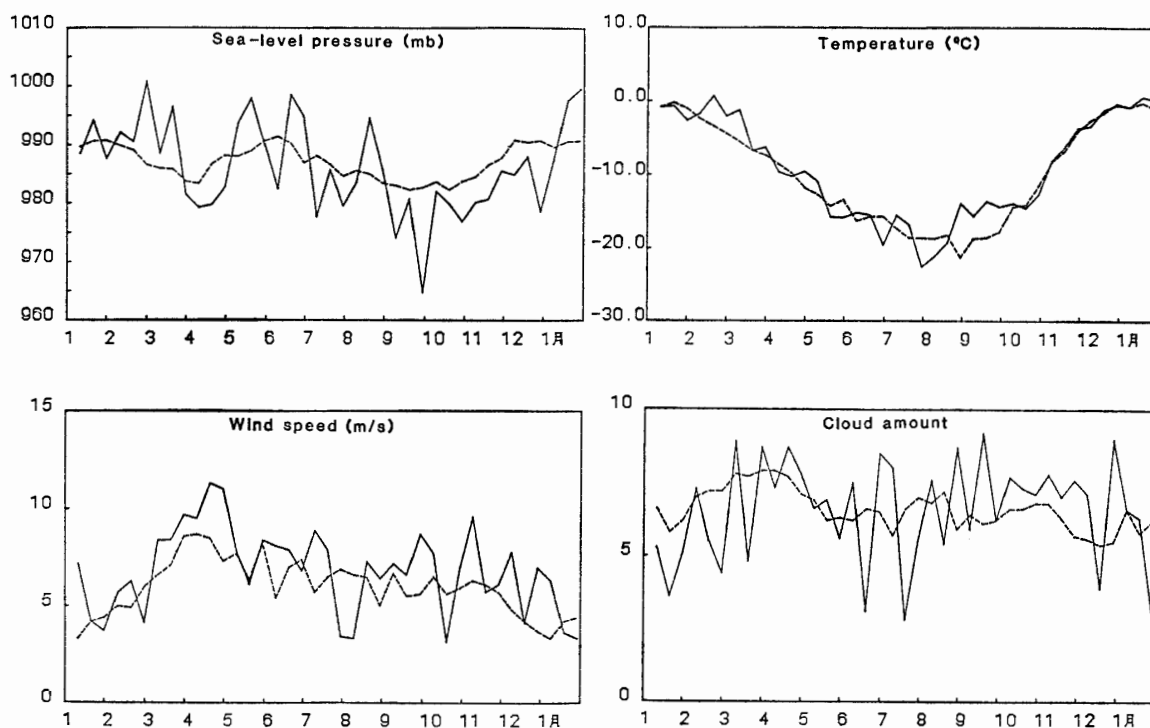 Sea-level pressure (mb)
1010
1000
990
980
970
960
1 2 3 4 5 6 7 8 9 10 11 12 1月
Temperature (°C)
10.0
0.0
-10.0
-20.0
-30.0
1 2 3 4 5 6 7 8 9 10 11 12 1月
Wind speed (m/s)
15
10
5
0
1 2 3 4 5 6 7 8 9 10 11 12 1月
Cloud amount
10
5
0
1 2 3 4 5 6 7 8 9 10 11 12 1月